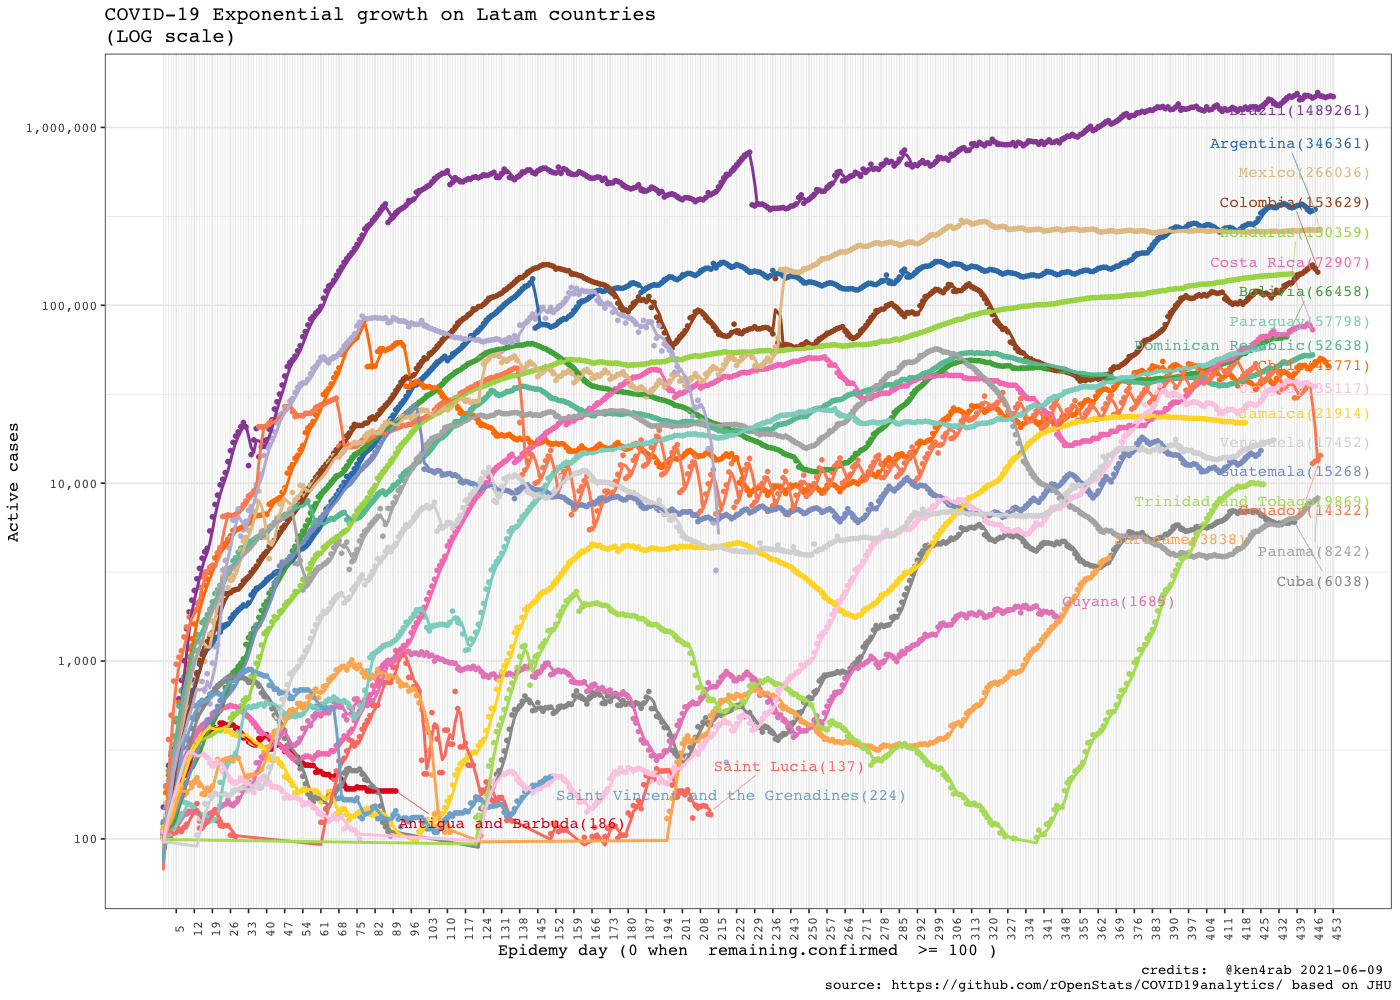 COVID-19 Exponential growth on Latam countries
(LOG scale)
Active cases
1,000,000
100,000
10,000
1,000
100
Brazil(1489261)
Argentina(346361)
Mexico(266036)
Colombia(153629)
Honduras(150359)
Costa Rica(72907)
Bolivia(66458)
Paraguay(57798)
Dominican Republic(52638)
(35117)
Jamaica(21914)
Venezuela(17452)
Guatemala(15268)
Trinidad and Tobago(9869)
Ecuador(14322)
Suriname(3838)
Panama(8242)
Cuba(6038)
Guyana(1685)
Saint Lucia(137)
Saint Vincent and the Grenadines(224)
Antigua and Barbuda(186)
5 12 19 26 33 40 47 54 61 68 75 82 89 96 103 110 117 124 131 138 145 152 159 166 173 180 187 194 201 208 215 222 229 236 243 250 257 264 271 278 285 292 299 306 313 320 327 334 341 348 355 362 369 376 383 390 397 404 411 418 425 432 439 446 453
Epidemy day (0 when remaining.confirmed >= 100 )
credits: @ken4rab 2021-06-09
source: https://github.com/rOpenStats/COVID19analytics/ based on JHU